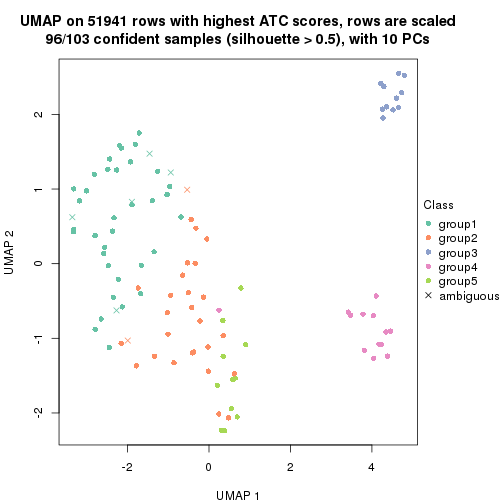 UMAP on 51941 rows with highest ATC scores, rows are scaled
96/103 confident samples (silhouette > 0.5), with 10 PCs
2
1
0
-1
-2
UMAP 2
-2
0
2
4
UMAP 1
Class
group1
group2
group3
group4
group5
ambiguous